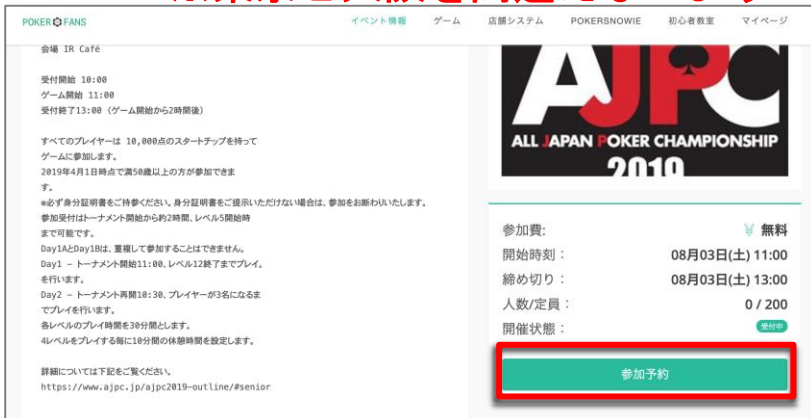 POKER FANS
イベント情報 ゲーム 店舗システム POKERSNOWIE 初心者教室 マイページ
会場 IR Café
受付開始 10:00
ゲーム開始 11:00
受付終了13:00 (ゲーム開始から2時間後)
すべてのプレイヤーは 10,000点のスタートチップを持って
ゲームに参加します。
2019年4月1日時点で満50歳以上の方が参加できま
す。
※必ず身分証明書をご持参ください。身分証明書をご提示いただけない場合は、参加をお断わりいたします。
参加受付はトーナメント開始から約2時間、レベル5開始時
まで可能です。
Day1AとDay1Bは、重複して参加することはできません。
Day1 – トーナメント開始11:00、レベル12終了までプレイ。
を行います。
Day2 – トーナメント再開10:30、プレイヤーが3名になるま
でプレイを行います。
各レベルのプレイ時間を30分間とします。
4レベルをプレイする毎に10分間の休憩時間を設定します。
詳細については下記をご覧ください。
https://www.ajpc.jp/ajpc2019-outline/#senior
AJPC
ALL JAPAN POKER CHAMPIONSHIP
2019
参加費: ¥ 無料
開始時刻: 08月03日(土) 11:00
締め切り: 08月03日(土) 13:00
人数/定員: 0 / 200
開催状態: 受付中
参加予約